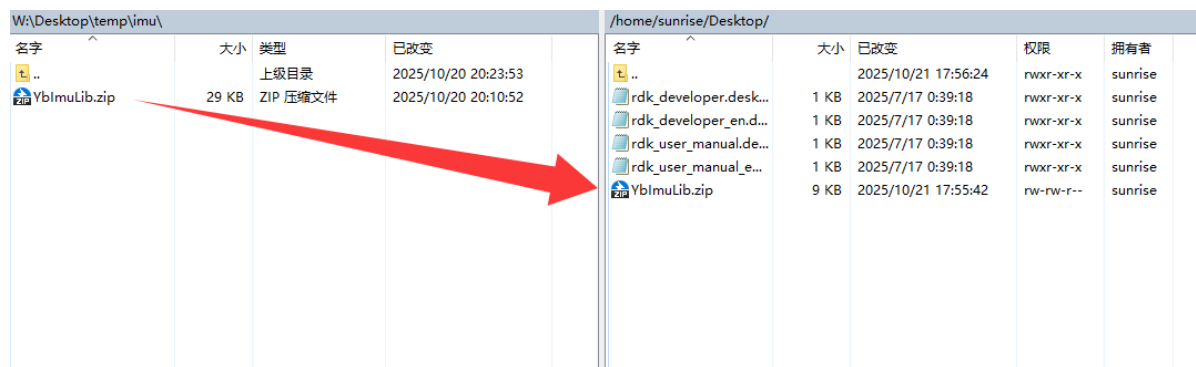 W:\Desktop\temp\imu\
名字 大小 类型 已改变
.. 上级目录 2025/10/20 20:23:53
YbImuLib.zip 29 KB ZIP 压缩文件 2025/10/20 20:10:52
/home/sunrise/Desktop/
名字 大小 已改变 权限 拥有者
.. 2025/10/21 17:56:24 rwxr-xr-x sunrise
rdk_developer.desk... 1 KB 2025/7/17 0:39:18 rwxr-xr-x sunrise
rdk_developer_en.d... 1 KB 2025/7/17 0:39:18 rwxr-xr-x sunrise
rdk_user_manual.de... 1 KB 2025/7/17 0:39:18 rwxr-xr-x sunrise
rdk_user_manual_e... 1 KB 2025/7/17 0:39:18 rwxr-xr-x sunrise
ZIP YbImuLib.zip 9 KB 2025/10/21 17:55:42 rw-rw-r-- sunrise